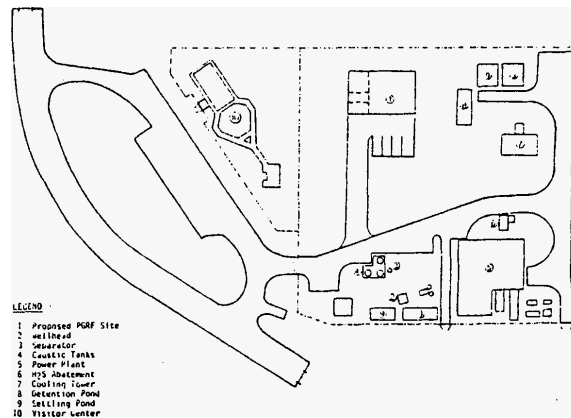 LEGEND
1 Proposed PGRF Site
2 Wellhead
3 Separator
4 Caustic Tanks
5 Power Plant
6 H2S Abatement
7 Cooling Tower
8 Detention Pond
9 Settling Pond
10 Visitor Center